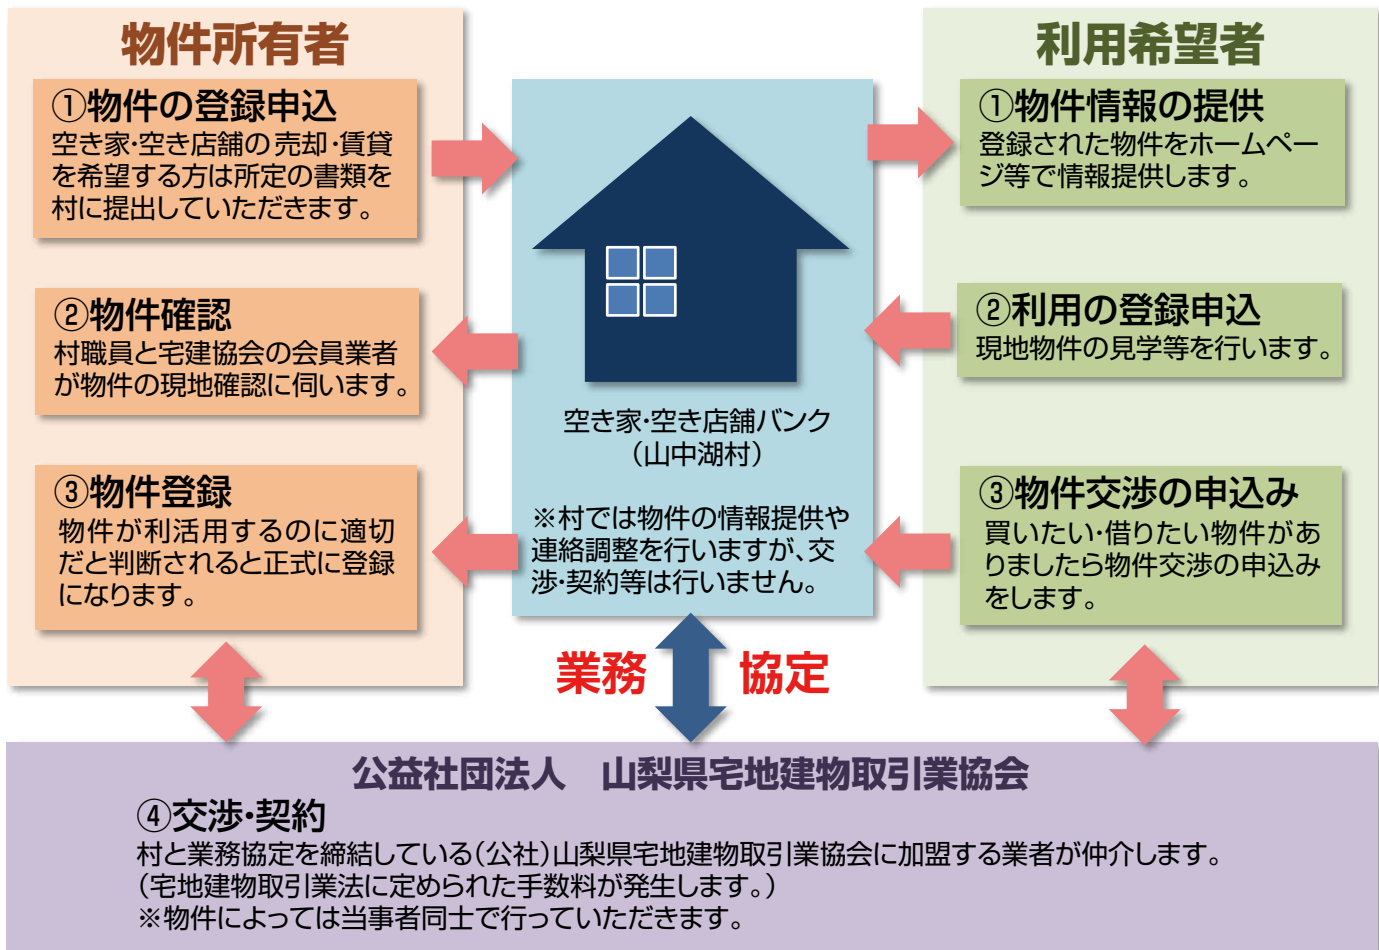 物件所有者
①物件の登録申込
空き家・空き店舗の売却・賃貸
を希望する方は所定の書類を
村に提出していただきます。
②物件確認
村職員と宅建協会の会員業者
が物件の現地確認に伺います。
③物件登録
物件が利活用するのに適切
だと判断されると正式に登録
になります。
空き家・空き店舗バンク
（山中湖村）
※村では物件の情報提供や
連絡調整を行いますが、交
渉・契約等は行いません。
利用希望者
①物件情報の提供
登録された物件をホームペー
ジ等で情報提供します。
②利用の登録申込
現地物件の見学等を行います。
③物件交渉の申込み
買いたい・借りたい物件があ
りましたら物件交渉の申込み
をします。
業務 協定
公益社団法人　山梨県宅地建物取引業協会
④交渉・契約
村と業務協定を締結している（公社）山梨県宅地建物取引業協会に加盟する業者が仲介します。
（宅地建物取引業法に定められた手数料が発生します。）
※物件によっては当事者同士で行っていただきます。